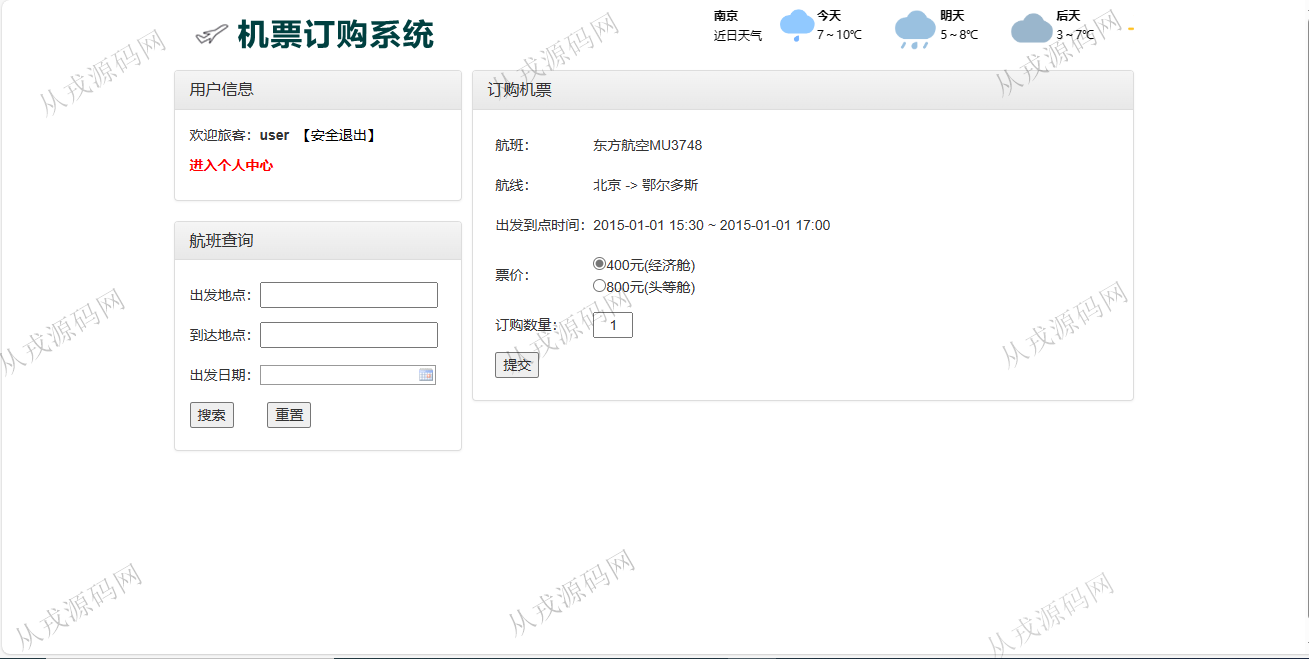 机票订购系统
南京
近日天气
今天
7～10℃
明天
5～8℃
后天
3～7℃
用户信息
欢迎旅客：user 【安全退出】
进入个人中心
航班查询
出发地点：
到达地点：
出发日期：
搜索 重置
订购机票
航班： 东方航空MU3748
航线： 北京 -> 鄂尔多斯
出发到点时间：2015-01-01 15:30 ~ 2015-01-01 17:00
票价：
400元(经济舱)
800元(头等舱)
订购数量： 1
提交
从戎源码网
从戎源码网
从戎源码网
从戎源码网
从戎源码网
从戎源码网
从戎源码网
从戎源码网
从戎源码网